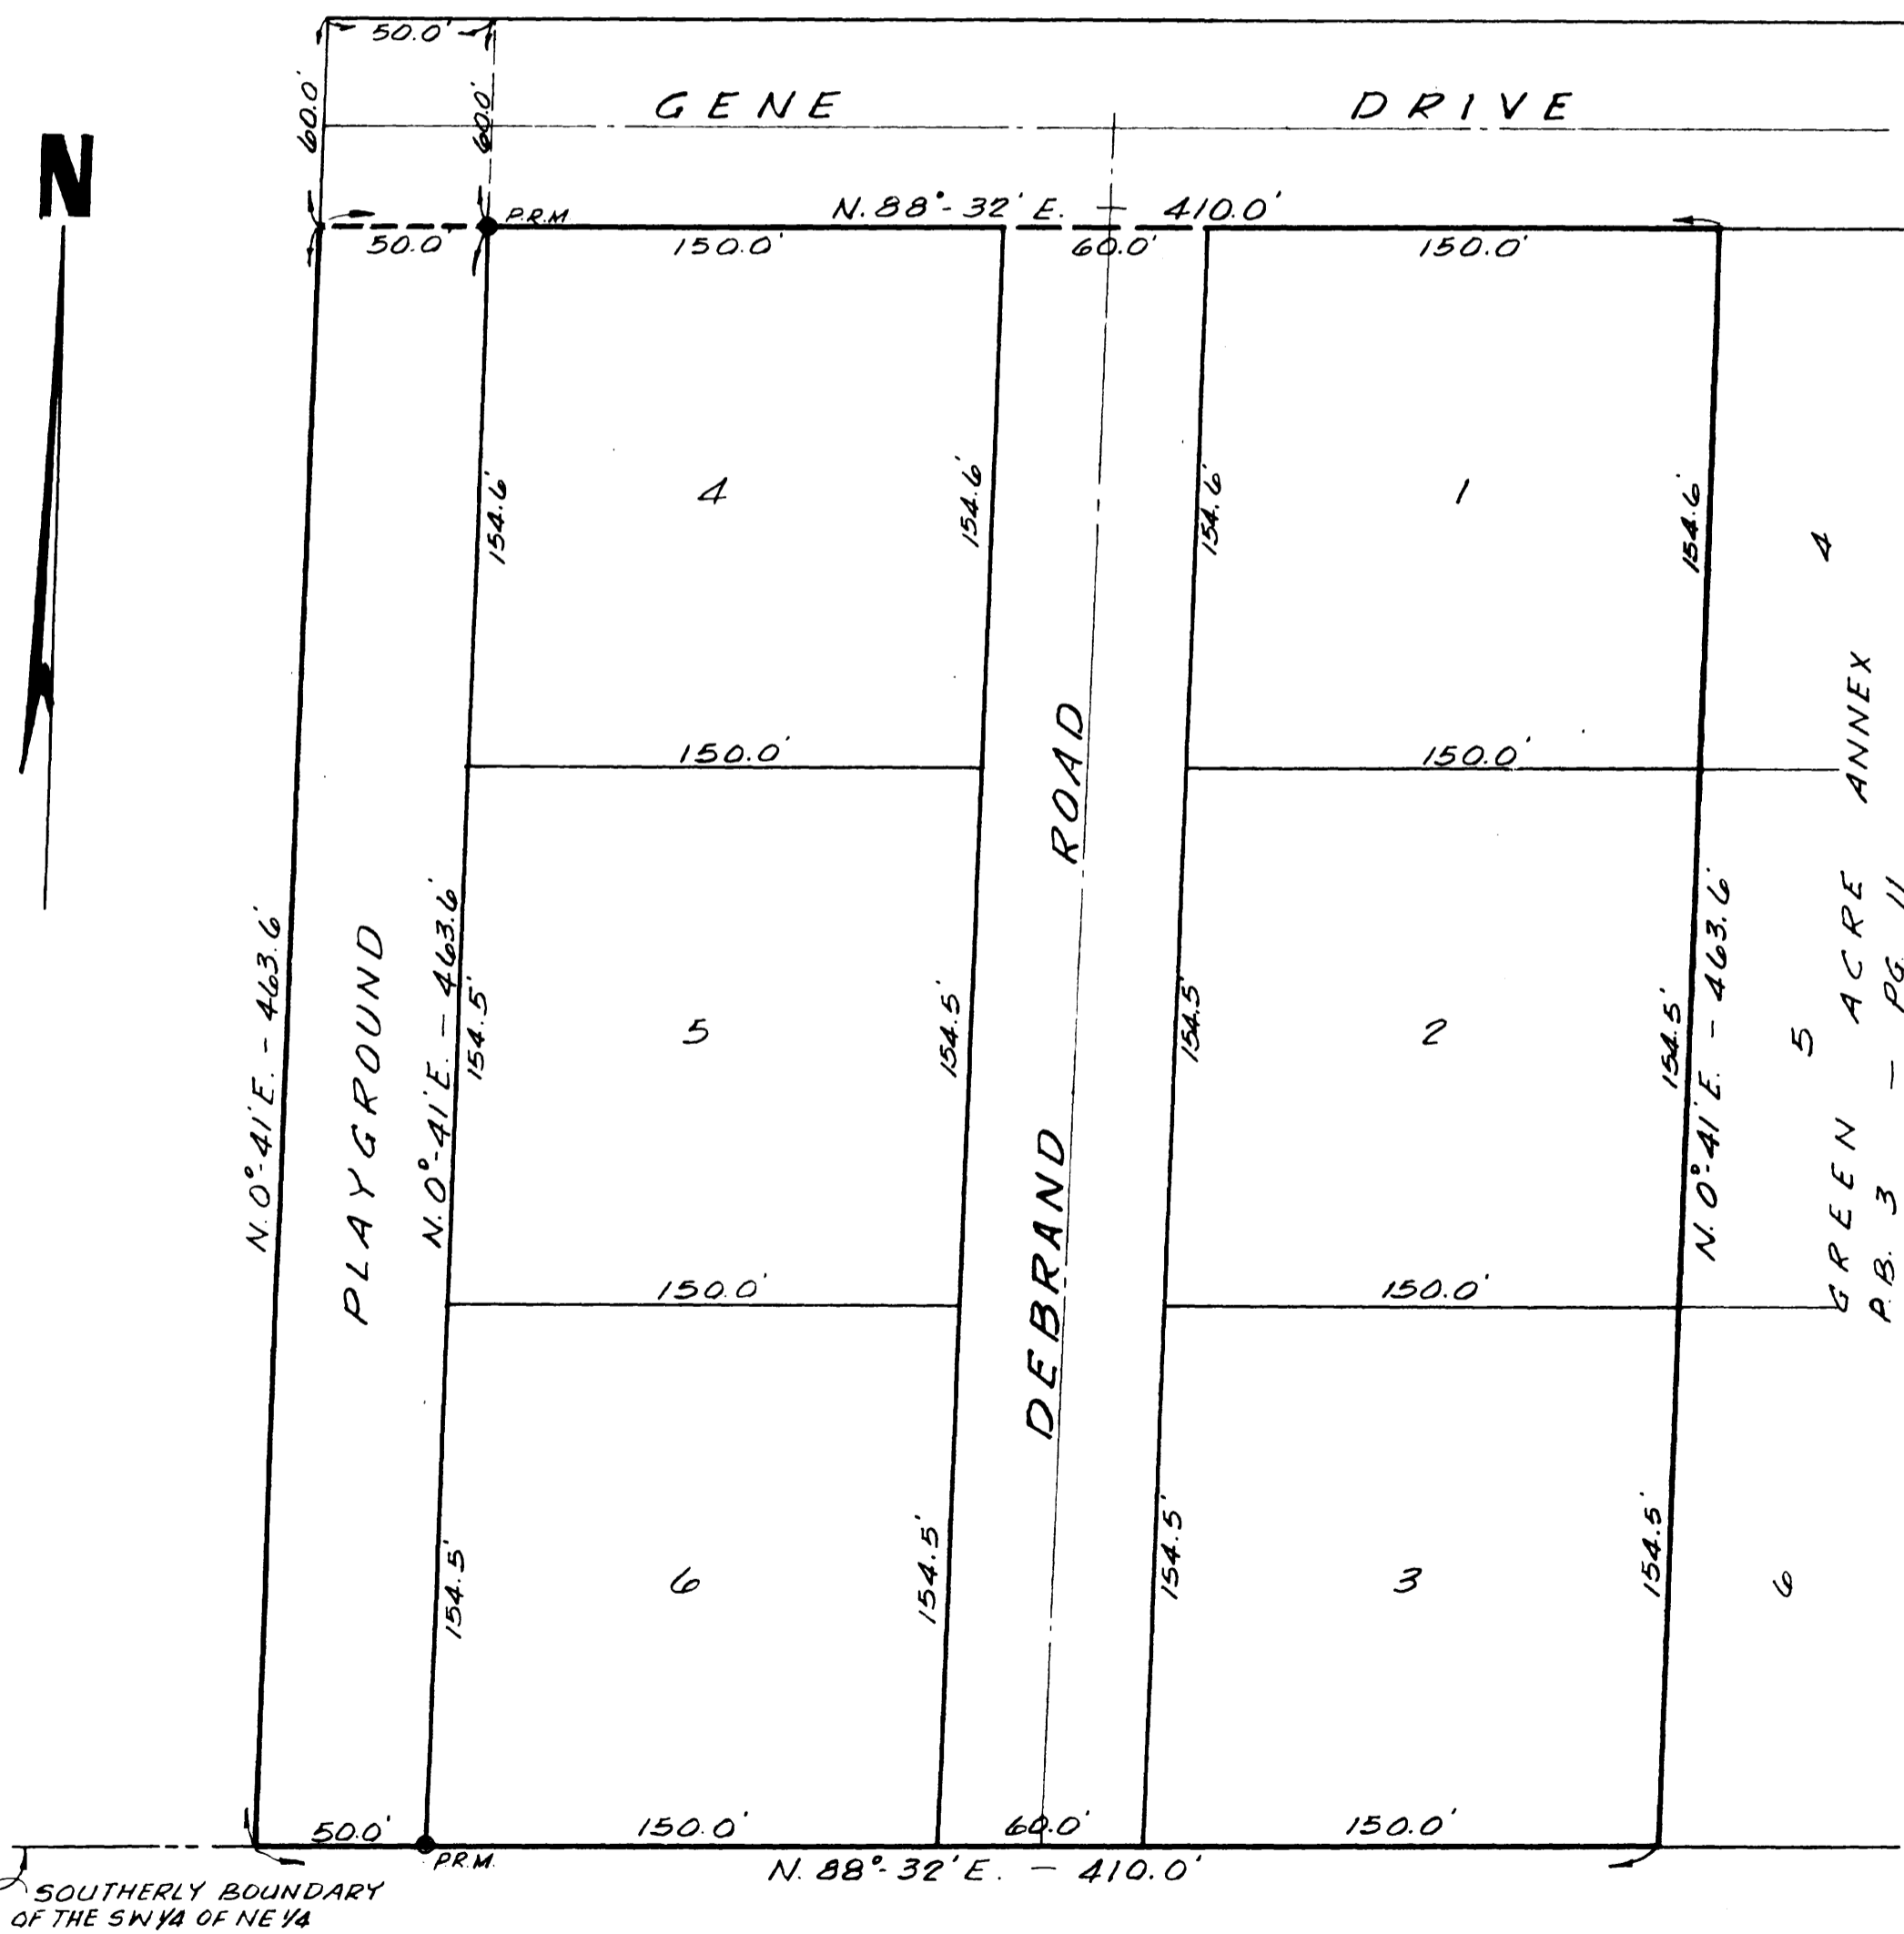 50.0'
60.0'
60.0'
GENE DRIVE
N
N. 88°-32' E. - 410.0'
P.R.M.
50.0'
150.0'
60.0'
150.0'
4
1
154.6'
154.6'
154.6'
154.6'
4
150.0'
150.0'
DEBRAND ROAD
PLAYGROUND
N. 0°-41' E. - 463.6'
N. 0°-41' E. - 463.6'
154.5'
5
154.5'
154.5'
2
154.5'
N. 0°-41' E. - 463.6'
5
GREEN ACRE ANNEX
P.B. 3 - PG. 11
150.0'
150.0'
154.5'
6
154.5'
154.5'
3
154.5'
6
50.0'
150.0'
60.0'
150.0'
P.R.M.
N. 88°-32' E. - 410.0'
SOUTHERLY BOUNDARY
OF THE SW 1/4 OF NE 1/4